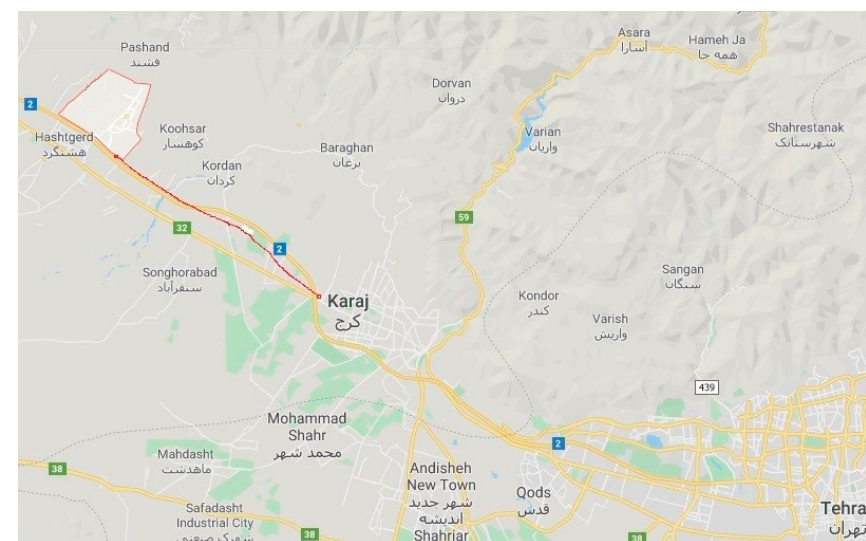 Asara
آسارا
Hameh Ja
همه جا
Pashand
فشند
Dorvan
دروان
2
Hashtgerd
هشتگرد
Koohsar
کوهسار
Varian
واریان
Shahrestanak
شهرستانک
Baraghan
برغان
Kordan
کردان
59
32
2
Songhorabad
سنقرآباد
Sangan
سنگان
Karaj
کرج
Kondor
کندر
Varish
واریش
439
Mohammad
Shahr
محمد شهر
2
Mahdasht
ماهدشت
38
Andisheh
New Town
شهر جدید
اندیشه
Shahriar
Qods
قدس
Safadasht
Industrial City
شهرک صنعتی
38
38
Tehra
تهران